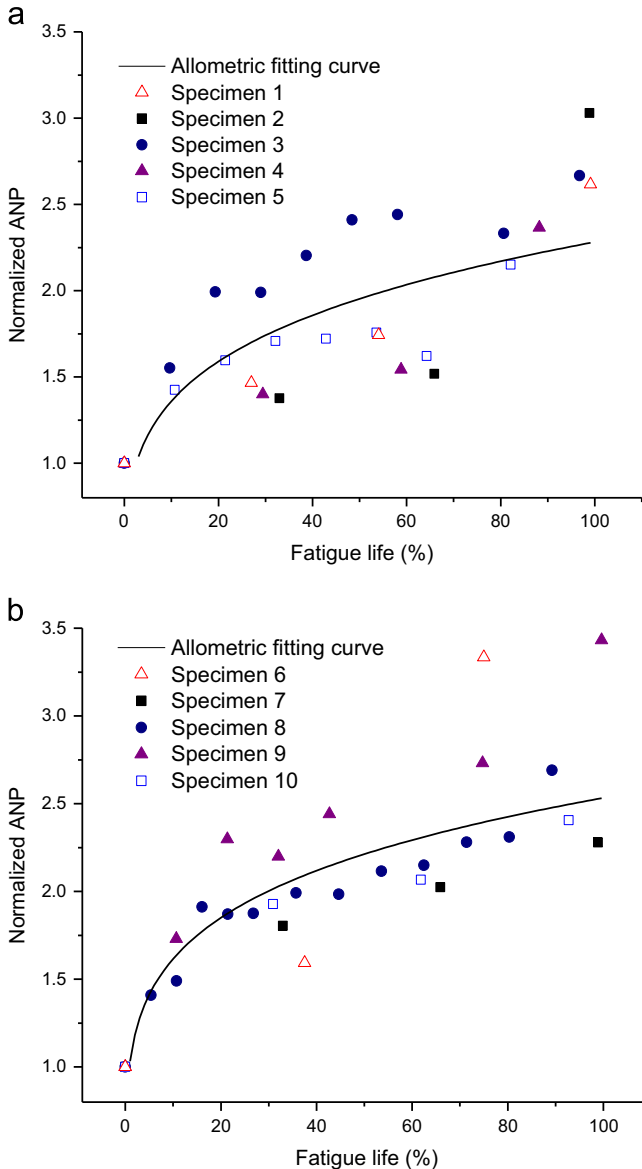 a
3.5
3.0
2.5
2.0
1.5
1.0
Normalized ANP
Allometric fitting curve
Specimen 1
Specimen 2
Specimen 3
Specimen 4
Specimen 5
0 20 40 60 80 100
Fatigue life (%)
b
3.5
3.0
2.5
2.0
1.5
1.0
Normalized ANP
Allometric fitting curve
Specimen 6
Specimen 7
Specimen 8
Specimen 9
Specimen 10
0 20 40 60 80 100
Fatigue life (%)